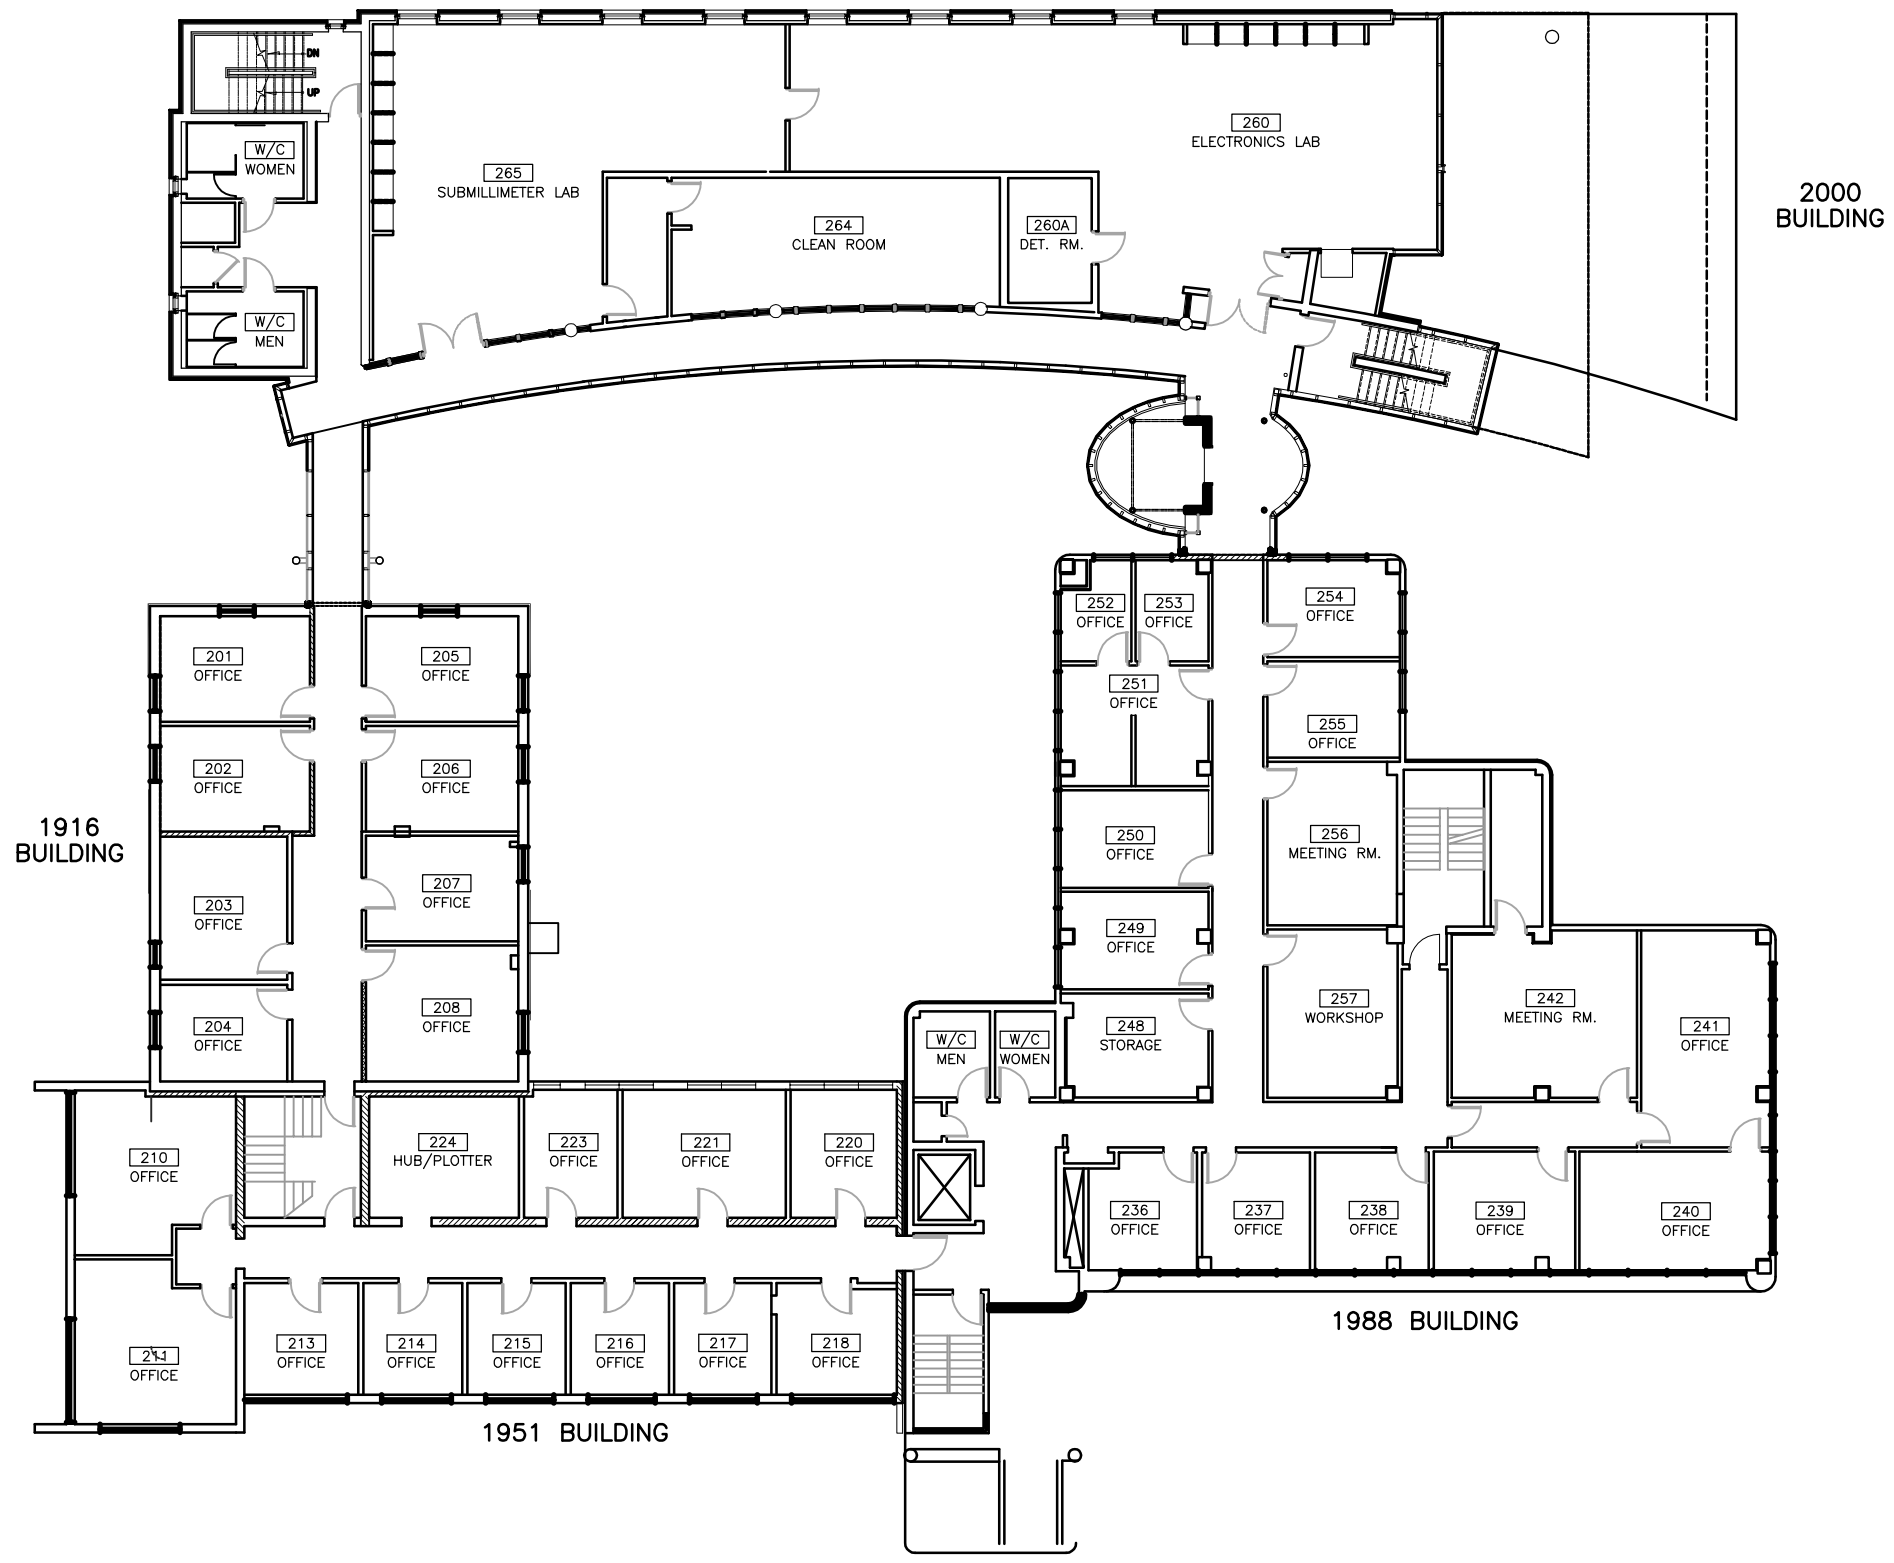 DN
UP
W/C
WOMEN
265
SUBMILLIMETER LAB
260
ELECTRONICS LAB
264
CLEAN ROOM
260A
DET. RM.
2000
BUILDING
W/C
MEN
201
OFFICE
205
OFFICE
202
OFFICE
206
OFFICE
1916
BUILDING
203
OFFICE
207
OFFICE
204
OFFICE
208
OFFICE
252
OFFICE
253
OFFICE
254
OFFICE
251
OFFICE
255
OFFICE
250
OFFICE
256
MEETING RM.
249
OFFICE
257
WORKSHOP
242
MEETING RM.
241
OFFICE
248
STORAGE
W/C
MEN
W/C
WOMEN
210
OFFICE
224
HUB/PLOTTER
223
OFFICE
221
OFFICE
220
OFFICE
236
OFFICE
237
OFFICE
238
OFFICE
239
OFFICE
240
OFFICE
211
OFFICE
213
OFFICE
214
OFFICE
215
OFFICE
216
OFFICE
217
OFFICE
218
OFFICE
1988 BUILDING
1951 BUILDING